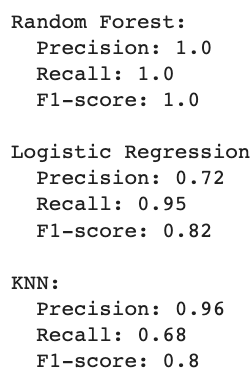 Random Forest:
Precision: 1.0
Recall: 1.0
F1-score: 1.0
Logistic Regression
Precision: 0.72
Recall: 0.95
F1-score: 0.82
KNN:
Precision: 0.96
Recall: 0.68
F1-score: 0.8